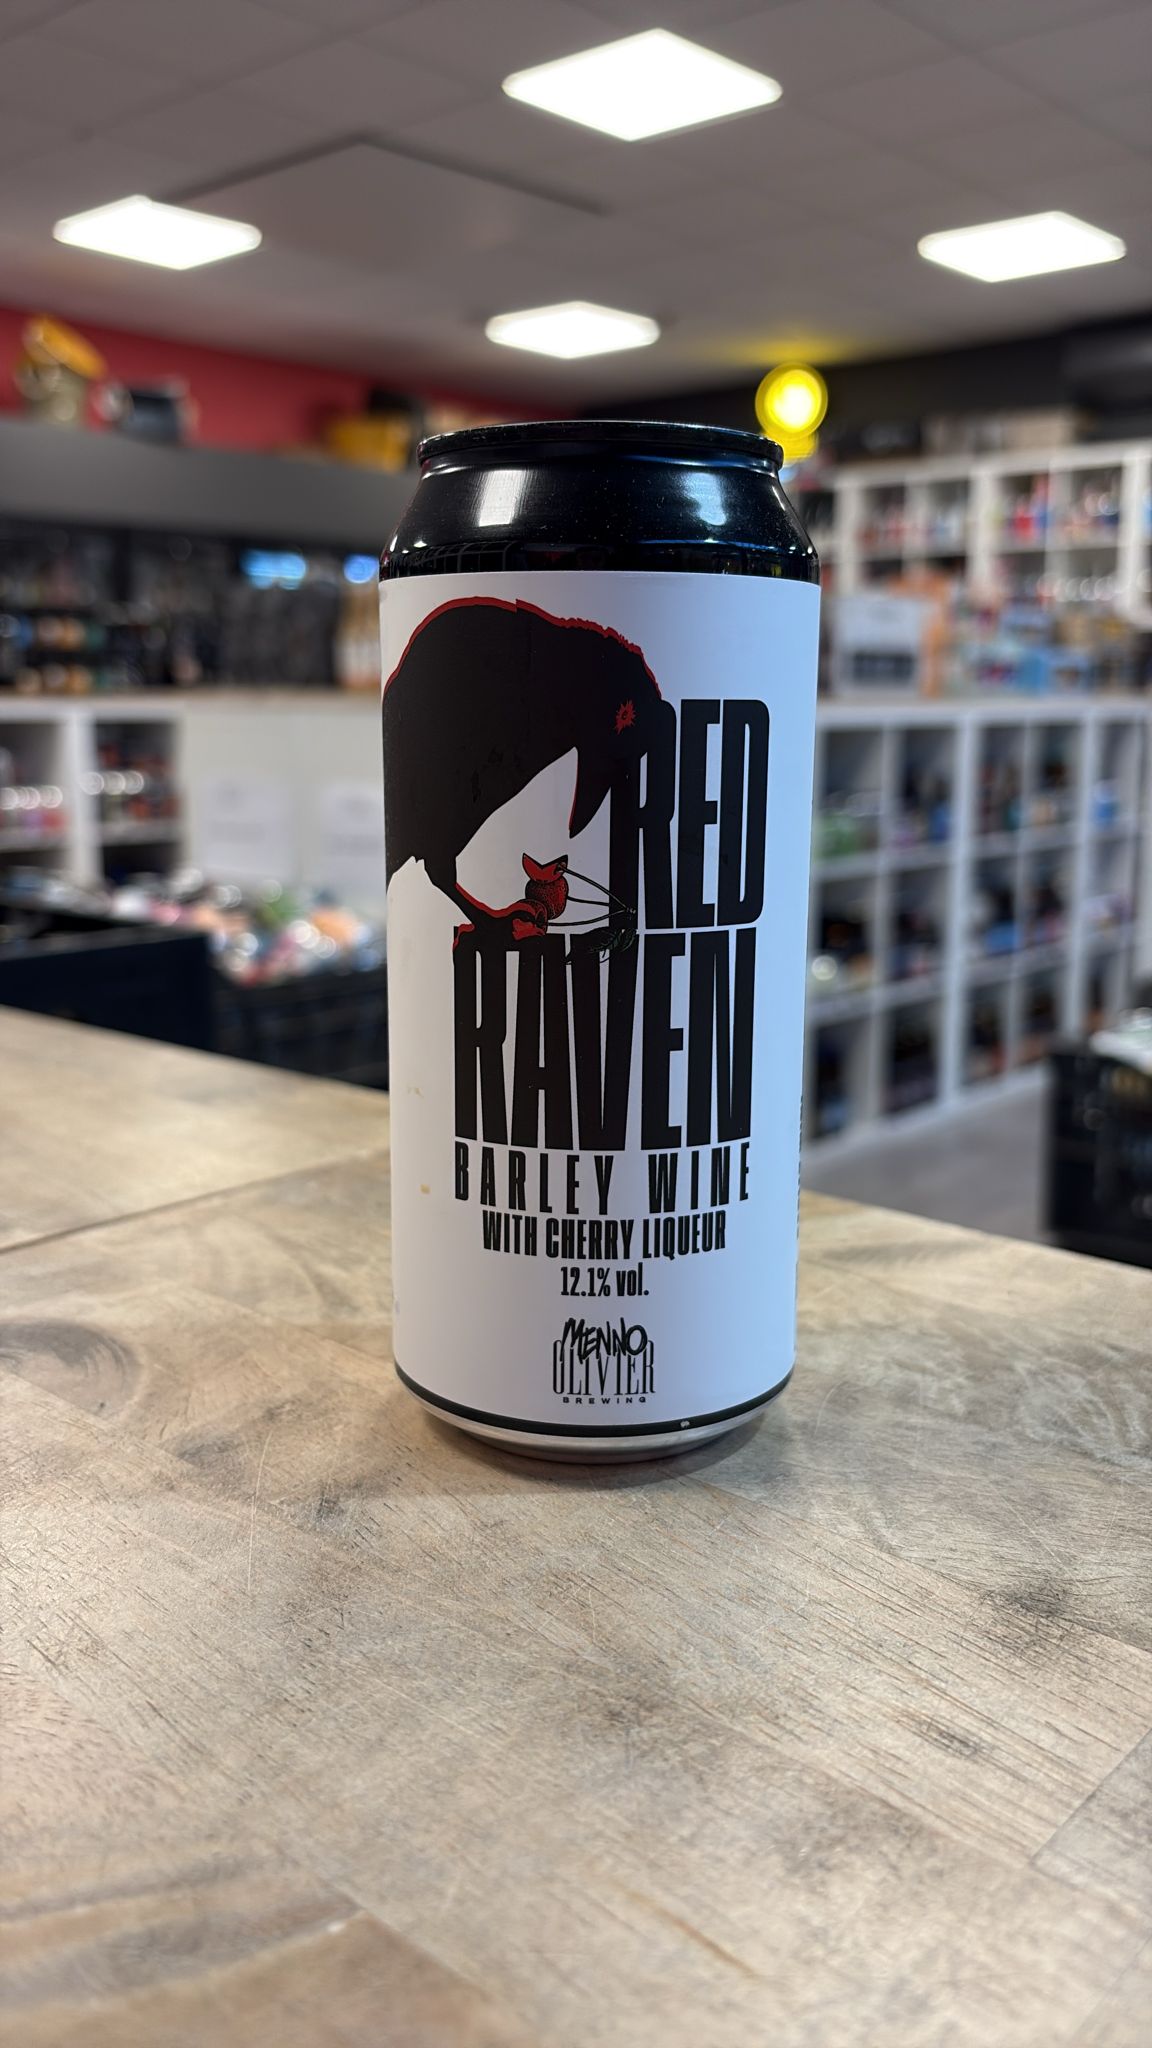 RED
RAVEN
BARLEY WINE
WITH CHERRY LIQUEUR
12.1% vol.
MENNO
OLIVIER
BREWING